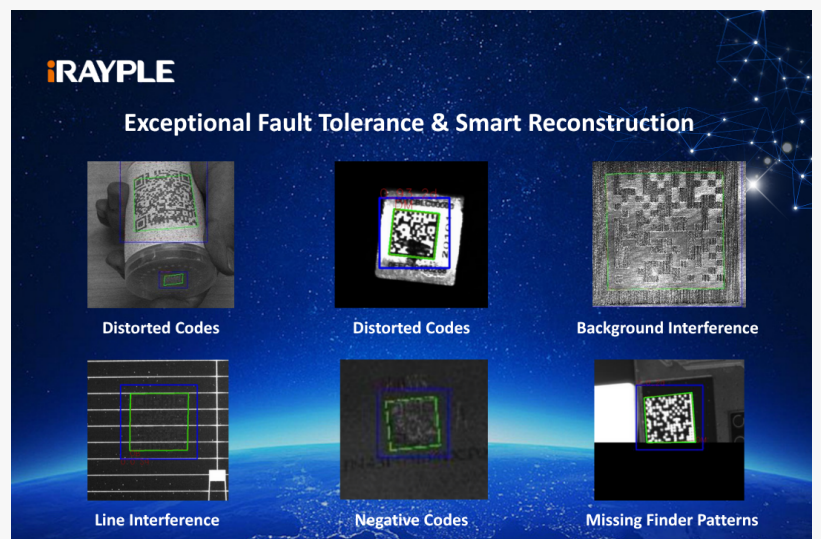 iRAYPLE
Exceptional Fault Tolerance & Smart Reconstruction
Distorted Codes
Distorted Codes
Background Interference
Line Interference
Negative Codes
Missing Finder Patterns